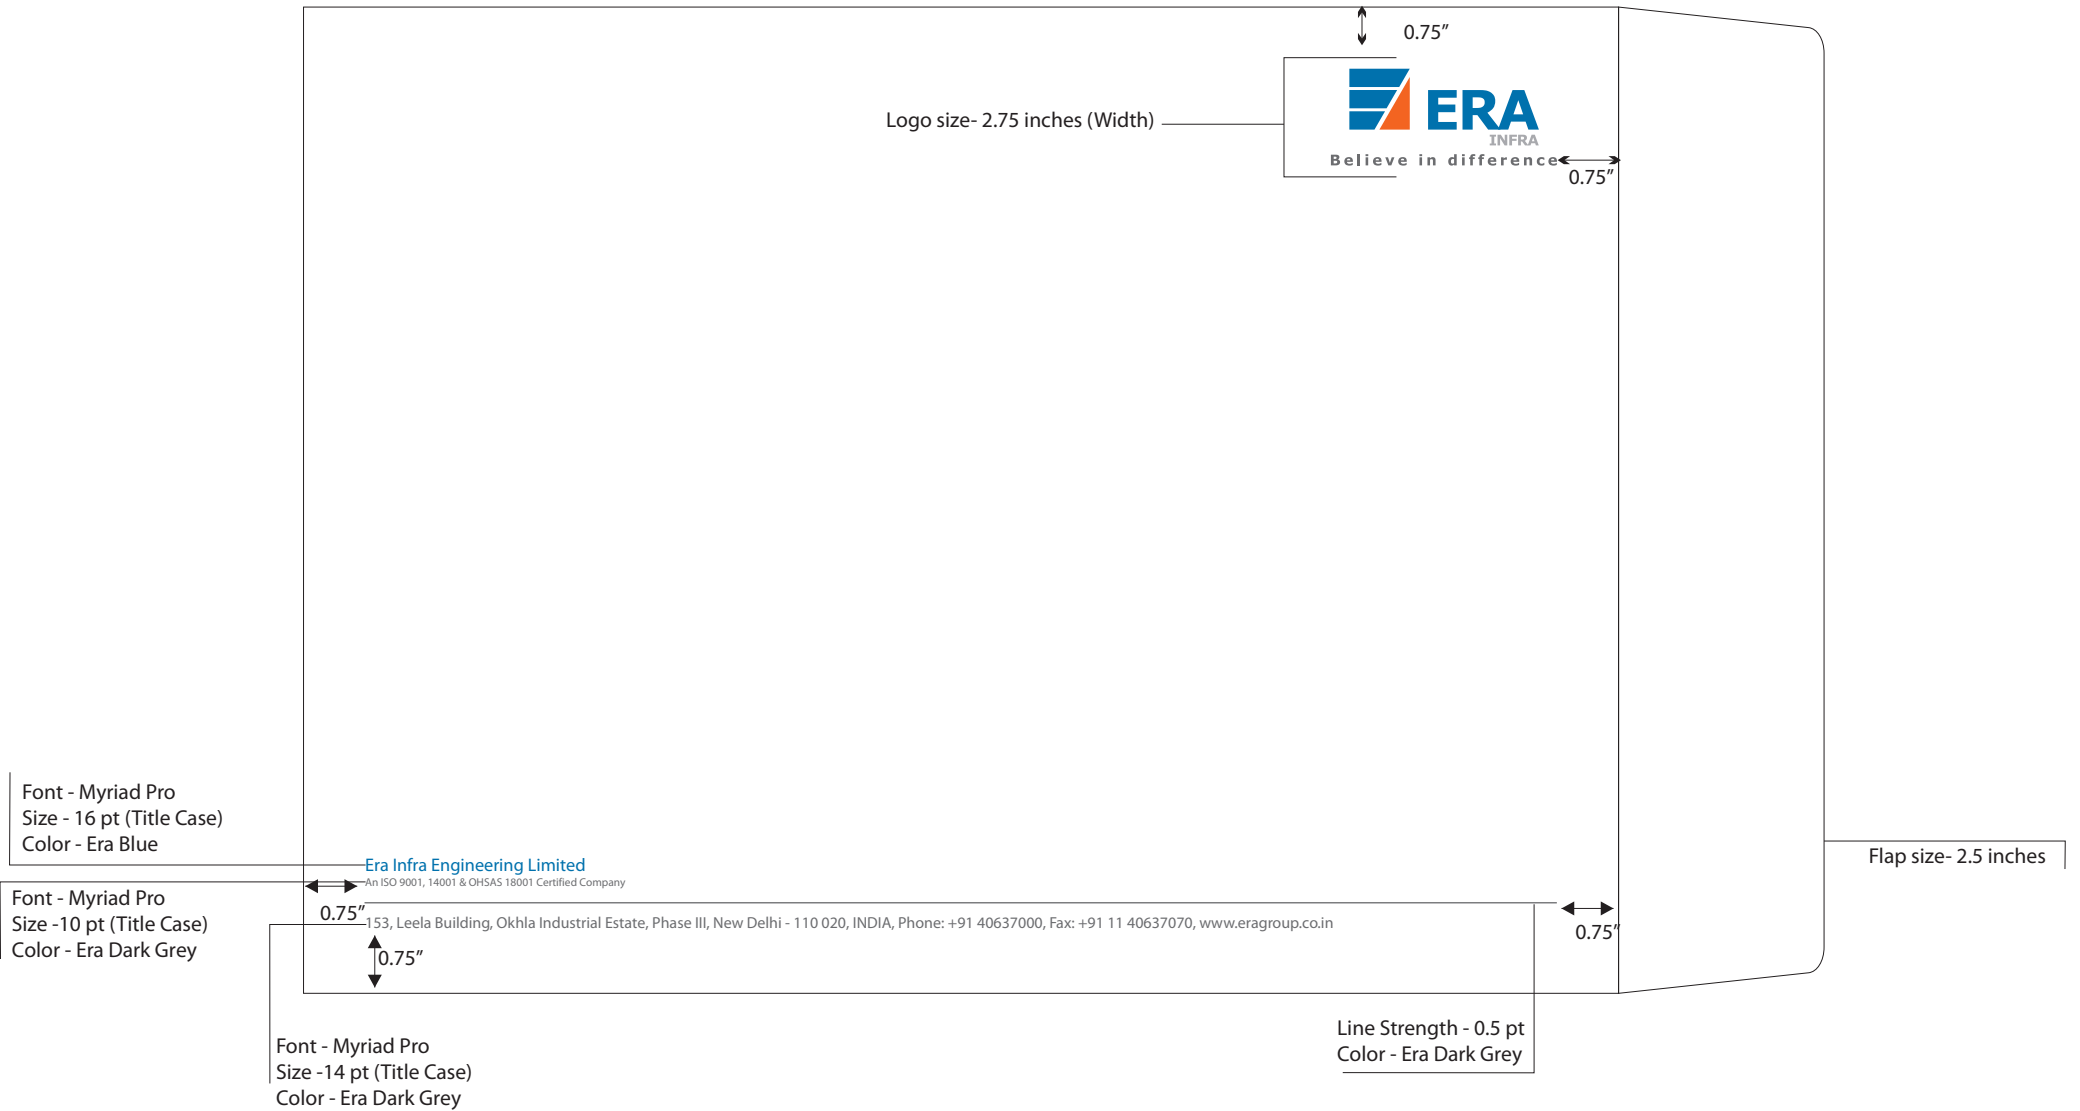 0.75”
Logo size- 2.75 inches (Width)
ERA
INFRA
Believe in difference
0.75”
Font - Myriad Pro
Size - 16 pt (Title Case)
Color - Era Blue
Flap size- 2.5 inches
Era Infra Engineering Limited
An ISO 9001, 14001 & OHSAS 18001 Certified Company
Font - Myriad Pro
Size -10 pt (Title Case)
Color - Era Dark Grey
0.75”
153, Leela Building, Okhla Industrial Estate, Phase III, New Delhi - 110 020, INDIA, Phone: +91 40637000, Fax: +91 11 40637070, www.eragroup.co.in
0.75”
0.75”
Line Strength - 0.5 pt
Color - Era Dark Grey
Font - Myriad Pro
Size -14 pt (Title Case)
Color - Era Dark Grey